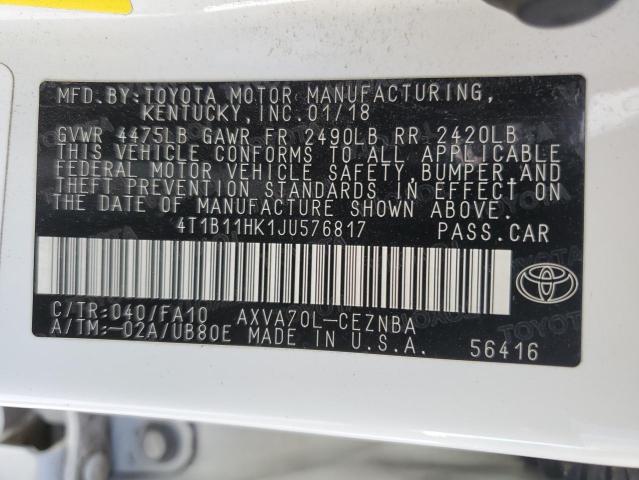 MFD. BY:TOYOTA MOTOR MANUFACTURING,
KENTUCKY, INC.01/18
GVWR 4475LB GAWR FR 2490LB RR 2420LB
THIS VEHICLE CONFORMS TO ALL APPLICABLE
FEDERAL MOTOR VEHICLE SAFETY, BUMPER, AND
THEFT PREVENTION STANDARDS IN EFFECT ON
THE DATE OF MANUFACTURE SHOWN ABOVE.
4T1B11HK1JU576817 PASS.CAR
C/TR:040/FA10 AXVA70L-CEZNBA
A/TM:-02A/UB80E MADE IN U.S.A.
56416
TOYOTA